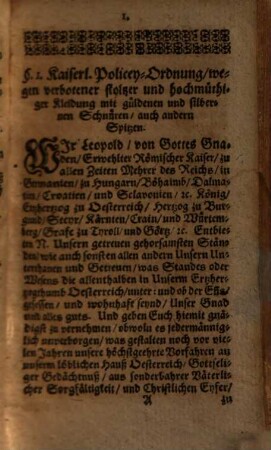 1.
§. 1. Kaiserl. Policey-Ordnung/ we-
gen verbotener stoltzer und hochmüthi-
ger Kleidung mit güldenen und silber-
nen Schnüren/ auch andern
Spitzen.
WIr Leopold/ von Gottes Gna-
den/ Erwehlter Römischer Kaiser/ zu
allen Zeiten Mehrer des Reichs/ in
Germanien/ zu Hungarn/ Böhaimb/ Dalma-
tien/ Croatien/ und Sclavonien/ ꝛc. König/
Ertzherzog zu Oesterreich/ Hertzog zu Bur-
gund/ Steyr/ Kärnten/ Crain/ und Würtem-
berg/ Grafe zu Tyroll/ und Görtz/ ꝛc. Entbie-
ten N. Unsern getreuen gehorsamsten Stän-
den/ wie auch sonsten allen andern Unsern Un-
terthanen und Getreuen/ was Standes oder
Wesens die allenthalben in Unserm Ertzher-
zogthumb Oesterreich/ unter: und ob der Enß/
gesessen/ und wohnhaft seynd/ Unser Gnad
und alles guts. Und geben Euch hiemit gnä-
digst zu vernehmen/ obwoln es jedermännig-
lich unverborgen/ was gestalten noch vor vie-
len Jahren unsere höchstgeehrte Vorfahren an
unserm löblichen Hauß Oesterreich/ Gottseli-
ger Gedächtnuß/ aus sonderbahrer Väterli-
cher Sorgfältigkeit/ und Christlichen Eyfer/
A zu